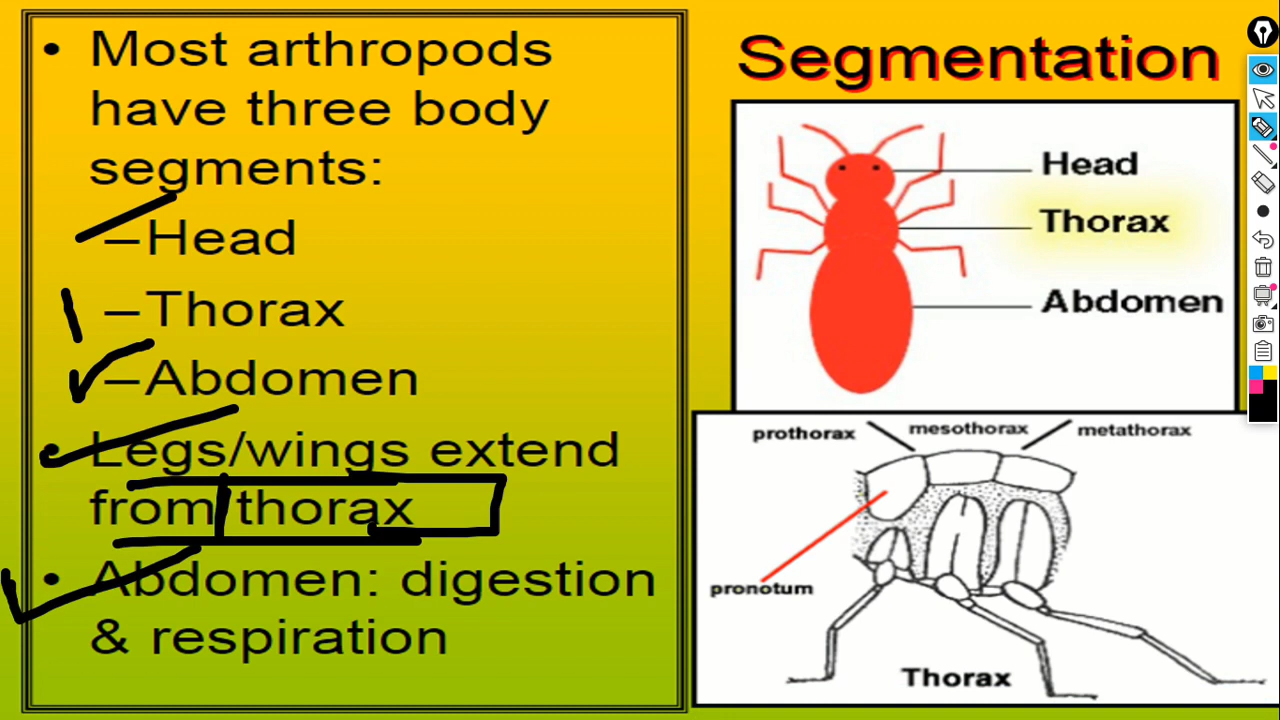 • Most arthropods
have three body
segments:
–Head
–Thorax
–Abdomen
• Legs/wings extend
from thorax
• Abdomen: digestion
& respiration
Segmentation
Head
Thorax
Abdomen
prothorax mesothorax metathorax
pronotum
Thorax